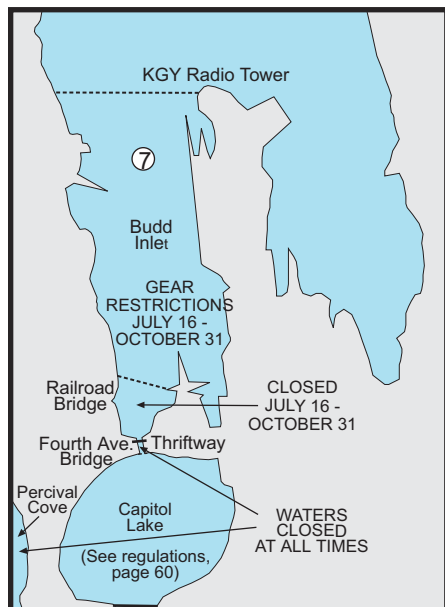 KGY Radio Tower
7
Budd
Inlet
GEAR
RESTRICTIONS
JULY 16 -
OCTOBER 31
Railroad
Bridge
CLOSED
JULY 16 -
OCTOBER 31
Fourth Ave.
Bridge
Thriftway
Percival
Cove
Capitol
Lake
(See regulations,
page 60)
WATERS
CLOSED
AT ALL TIMES